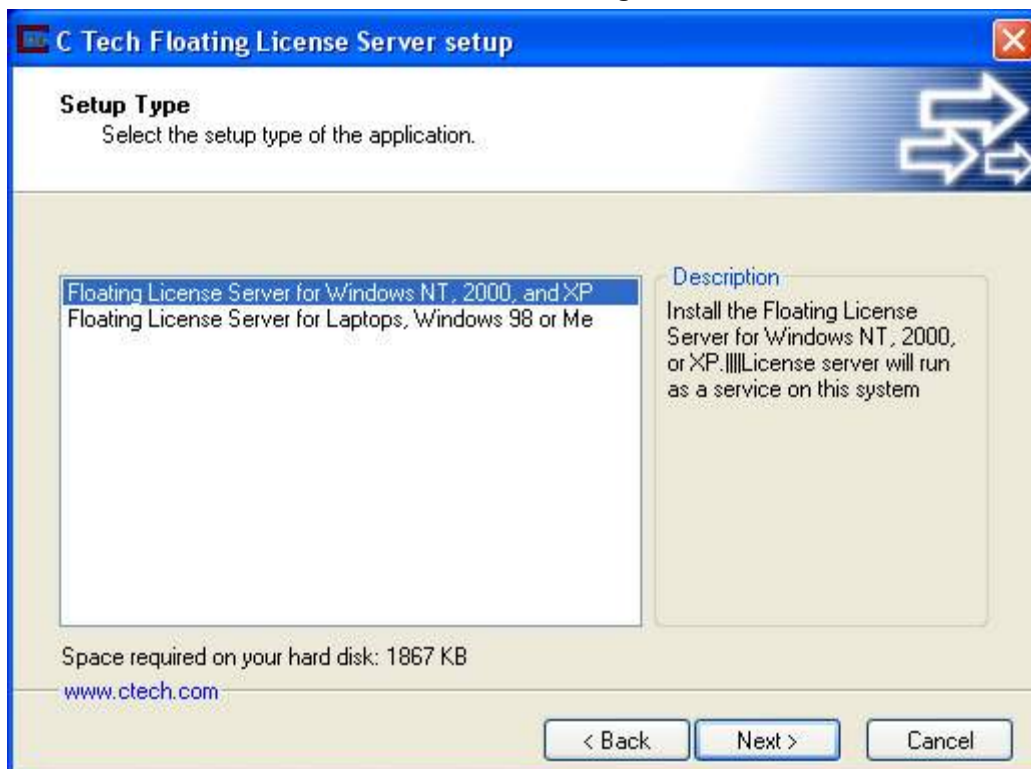 C Tech Floating License Server setup
Setup Type
Select the setup type of the application.
Floating License Server for Windows NT, 2000, and XP
Floating License Server for Laptops, Windows 98 or Me
Description
Install the Floating License
Server for Windows NT, 2000,
or XP.||||License server will run
as a service on this system
Space required on your hard disk: 1867 KB
www.ctech.com
< Back
Next >
Cancel